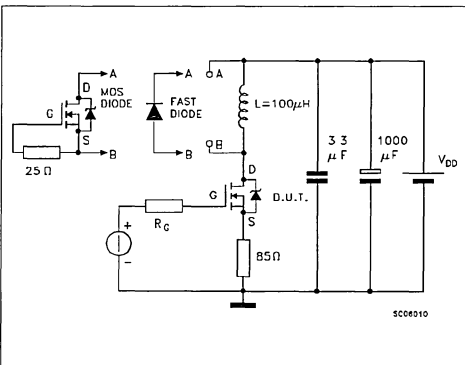 A
D
MOS
DIODE
G
S
B
25 Ω
A
FAST
DIODE
B
A
L=100μH
B
D
G
D.U.T.
S
RG
+
-
85Ω
3 3
μF
1000
μF
VDD
SC06010